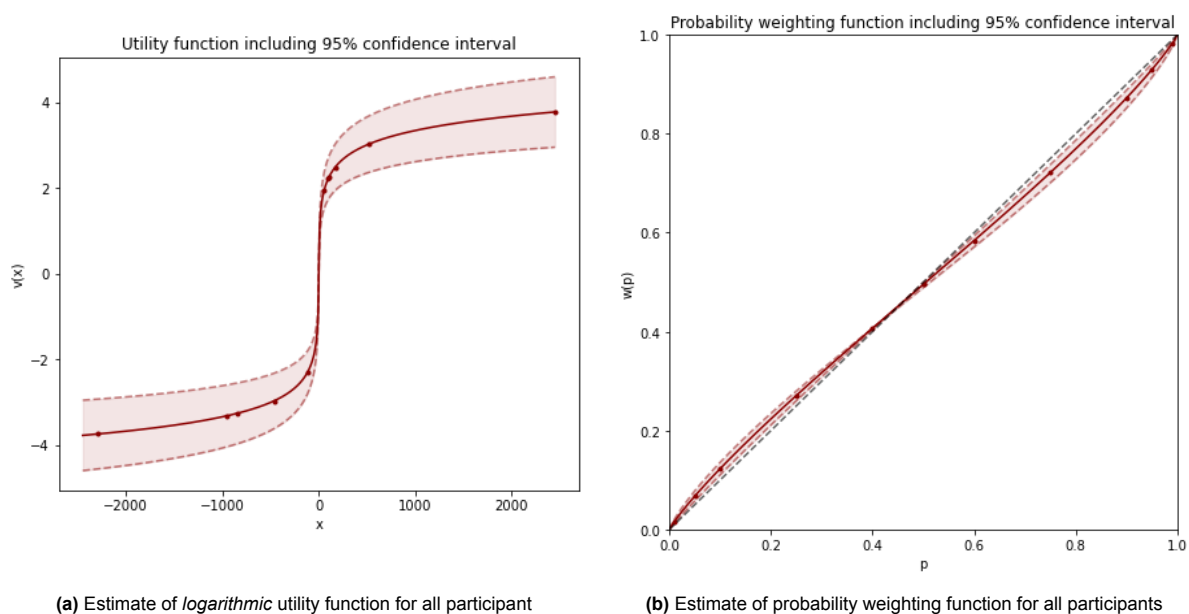 Utility function including 95% confidence interval
v(x)
4
2
0
−2
−4
−2000
−1000
0
1000
2000
x
(a) Estimate of logarithmic utility function for all participant
Probability weighting function including 95% confidence interval
w(p)
1.0
0.8
0.6
0.4
0.2
0.0
0.0
0.2
0.4
0.6
0.8
1.0
p
(b) Estimate of probability weighting function for all participants